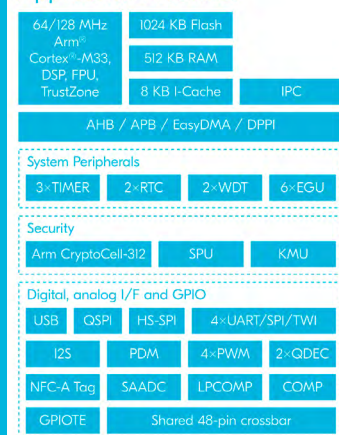 64/128 MHz
Arm®
Cortex®-M33,
DSP, FPU,
TrustZone
1024 KB Flash
512 KB RAM
8 KB I-Cache
IPC
AHB / APB / EasyDMA / DPPI
System Peripherals
3×TIMER
2×RTC
2×WDT
6×EGU
Security
Arm CryptoCell-312
SPU
KMU
Digital, analog I/F and GPIO
USB
QSPI
HS-SPI
4×UART/SPI/TWI
I2S
PDM
4×PWM
2×QDEC
NFC-A Tag
SAADC
LPCOMP
COMP
GPIOTE
Shared 48-pin crossbar